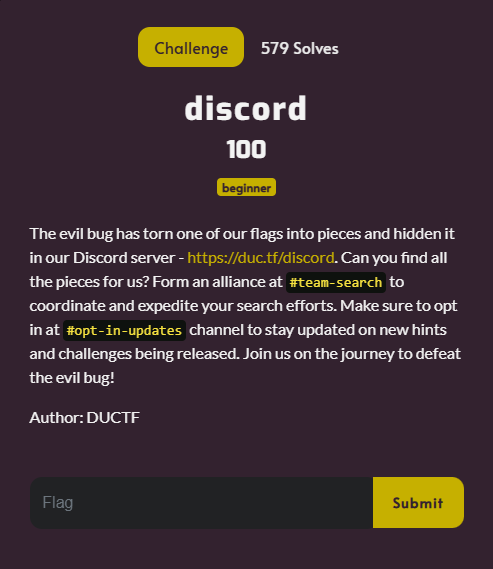 Challenge 579 Solves
discord
100
beginner
The evil bug has torn one of our flags into pieces and hidden it
in our Discord server - https://duc.tf/discord. Can you find all
the pieces for us? Form an alliance at #team-search to
coordinate and expedite your search efforts. Make sure to opt
in at #opt-in-updates channel to stay updated on new hints
and challenges being released. Join us on the journey to defeat
the evil bug!
Author: DUCTF
Flag Submit